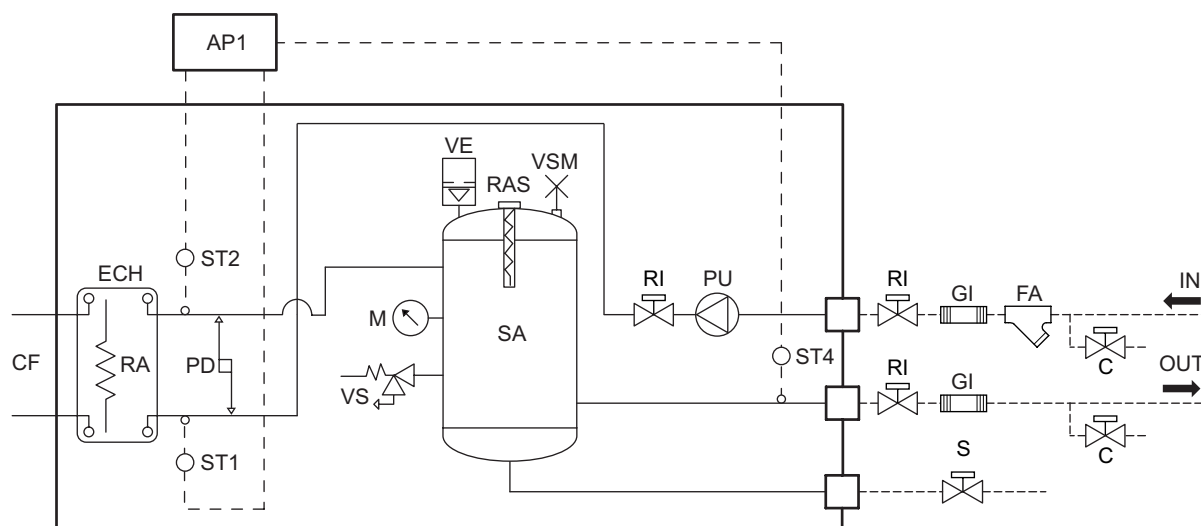 AP1
VE
VSM
RAS
ST2
ECH
RI
PU
RI
GI
FA
IN
M
SA
CF
RA
PD
ST4
C
VS
RI
GI
OUT
ST1
S
C